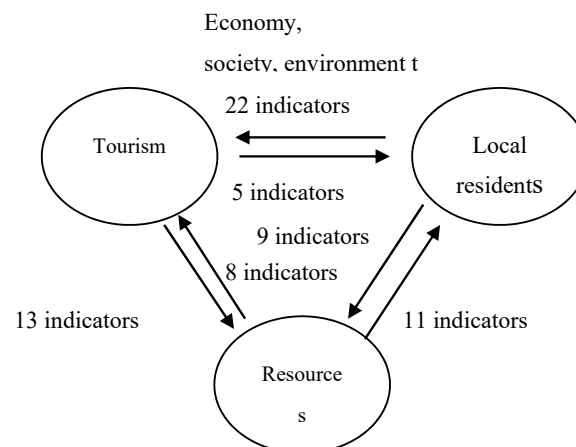 Economy,
society, environment t
22 indicators
Tourism
Local
residents
5 indicators
9 indicators
8 indicators
13 indicators
11 indicators
Resource
s